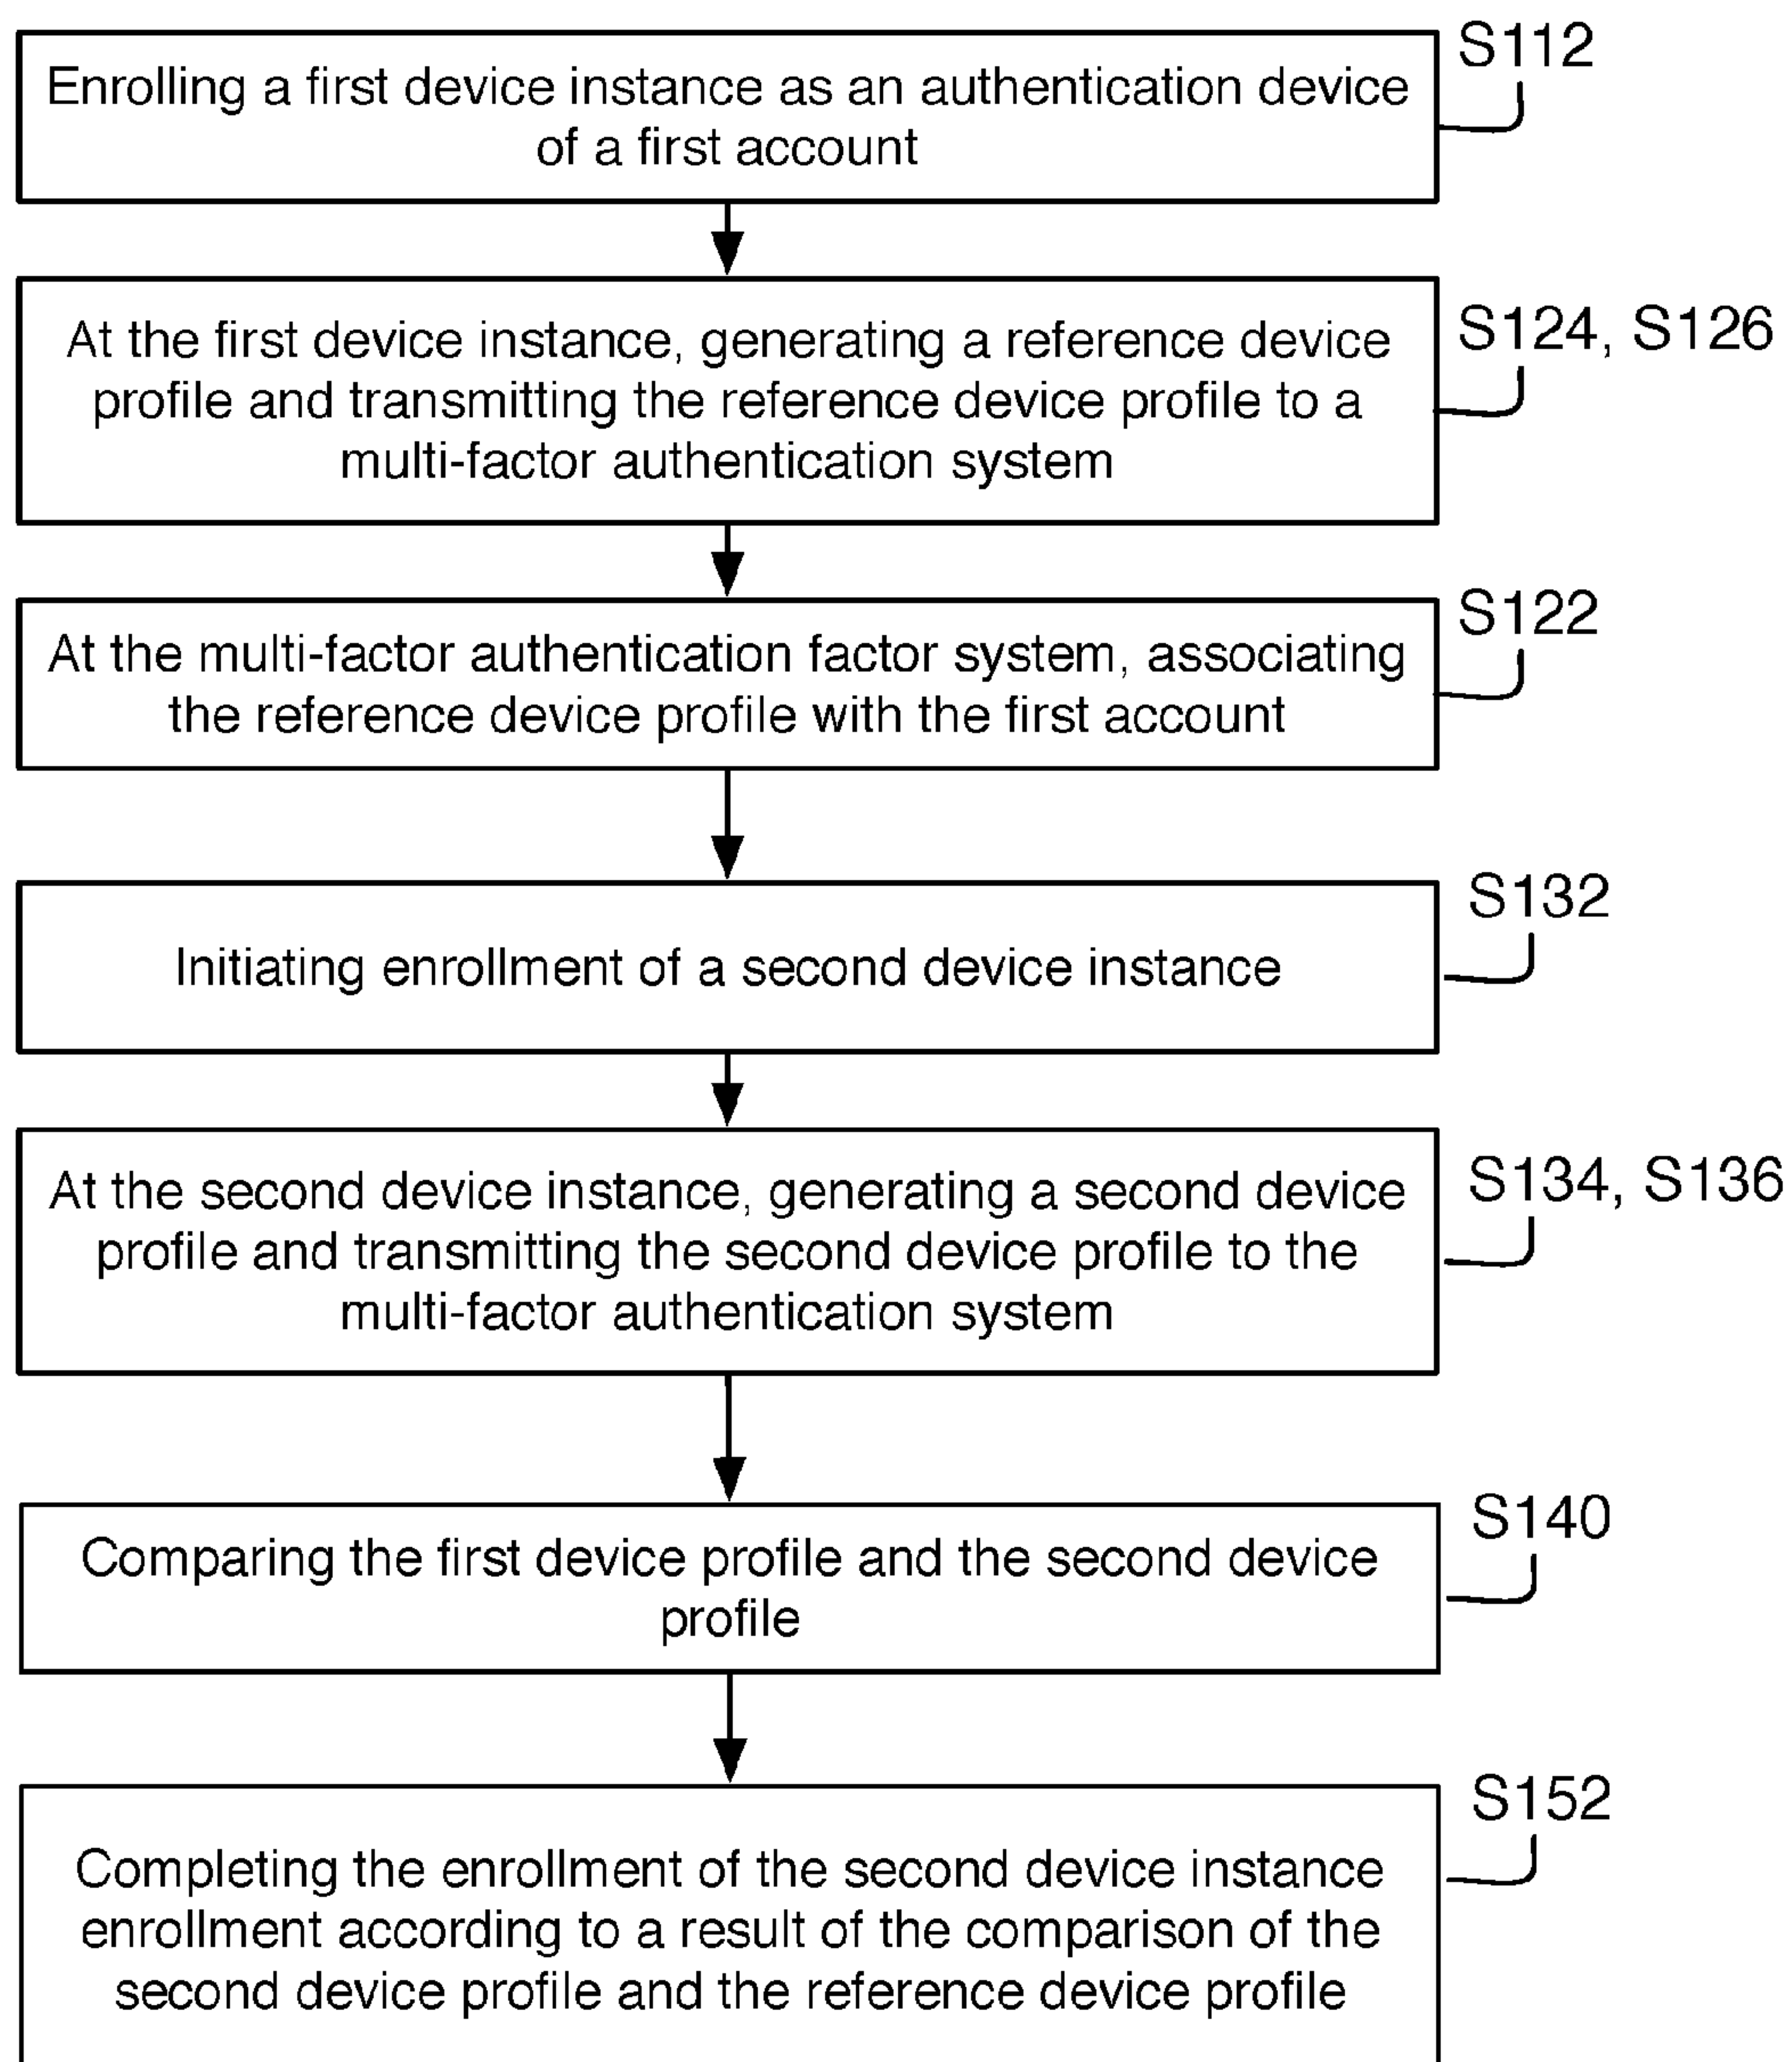 S112
Enrolling a first device instance as an authentication device
of a first account
S124, S126
At the first device instance, generating a reference device
profile and transmitting the reference device profile to a
multi-factor authentication system
S122
At the multi-factor authentication factor system, associating
the reference device profile with the first account
S132
Initiating enrollment of a second device instance
S134, S136
At the second device instance, generating a second device
profile and transmitting the second device profile to the
multi-factor authentication system
S140
Comparing the first device profile and the second device
profile
S152
Completing the enrollment of the second device instance
enrollment according to a result of the comparison of the
second device profile and the reference device profile